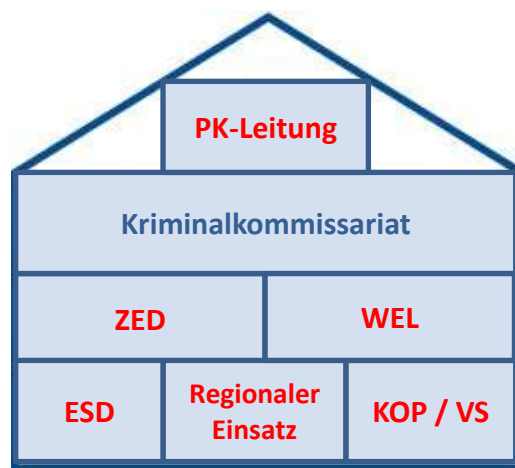 PK-Leitung
Kriminalkommissariat
ZED
WEL
ESD
Regionaler
Einsatz
KOP / VS